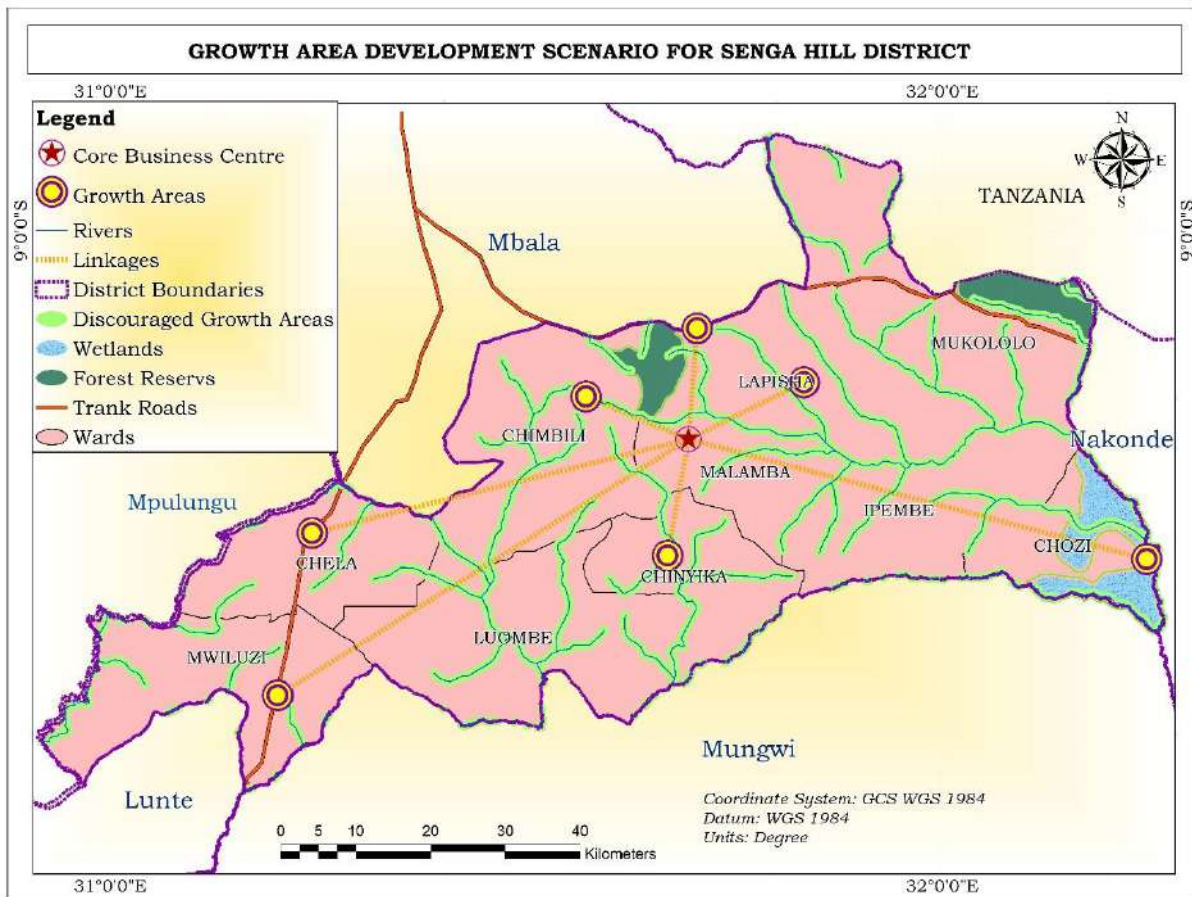 GROWTH AREA DEVELOPMENT SCENARIO FOR SENGA HILL DISTRICT
31°0'0"E
32°0'0"E
Legend
Core Business Centre
Growth Areas
Rivers
Linkages
District Boundaries
Discouraged Growth Areas
Wetlands
Forest Reservs
Trank Roads
Wards
N
W
E
S
TANZANIA
9°0'0"S
9°0'0"S
Mbala
MUKOLOLO
LAPISHA
CHIMBILI
Nakonde
MALAMBA
Mpulungu
IPEMBE
CHOZI
CHELA
CHINYIKA
LUOMBE
MWILUZI
Mungwi
Lunte
Coordinate System: GCS WGS 1984
Datum: WGS 1984
Units: Degree
0 5 10 20 30 40
Kilometers
31°0'0"E
32°0'0"E